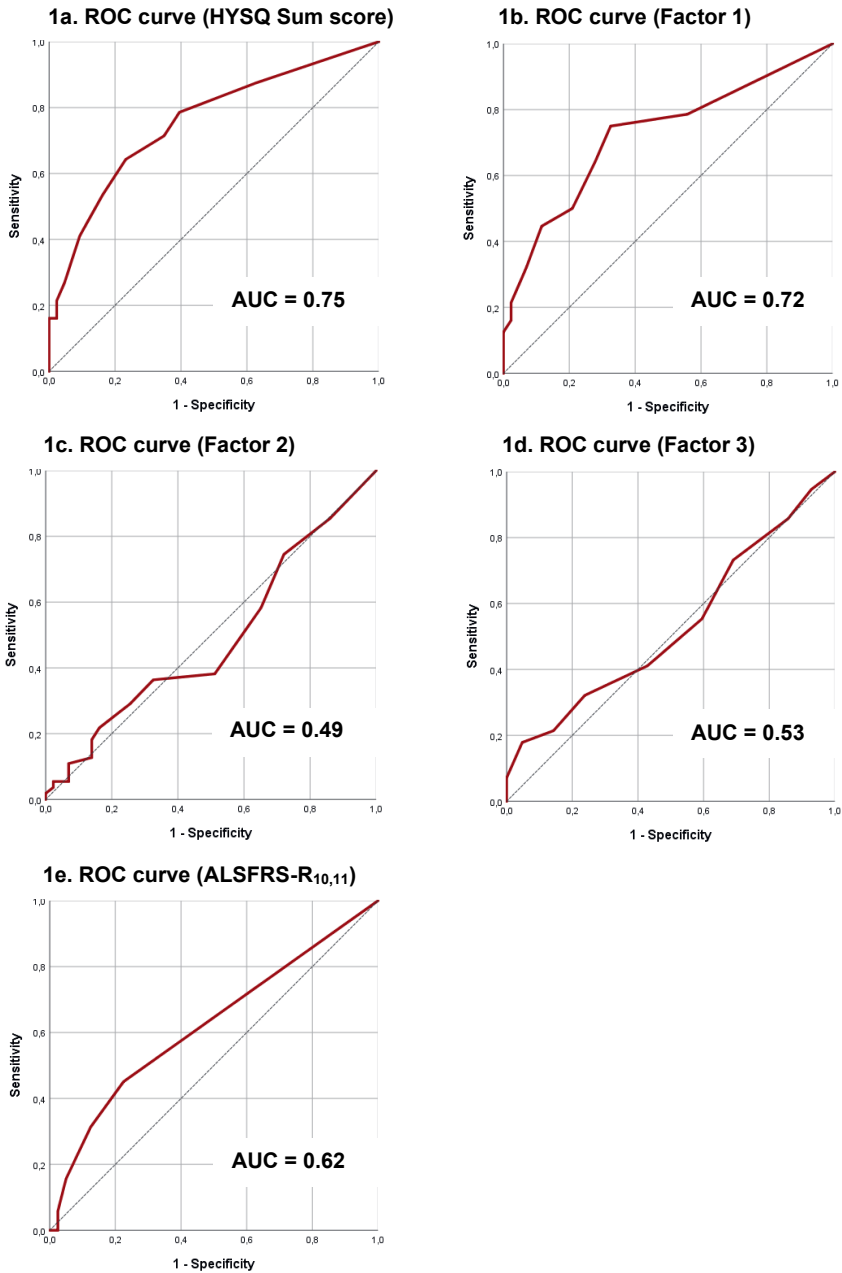 1a. ROC curve (HYSQ Sum score)
1,0
0,8
0,6
0,4
0,2
0,0
Sensitivity
AUC = 0.75
0,0 0,2 0,4 0,6 0,8 1,0
1 - Specificity
1b. ROC curve (Factor 1)
1,0
0,8
0,6
0,4
0,2
0,0
Sensitivity
AUC = 0.72
0,0 0,2 0,4 0,6 0,8 1,0
1 - Specificity
1c. ROC curve (Factor 2)
1,0
0,8
0,6
0,4
0,2
0,0
Sensitivity
AUC = 0.49
0,0 0,2 0,4 0,6 0,8 1,0
1 - Specificity
1d. ROC curve (Factor 3)
1,0
0,8
0,6
0,4
0,2
0,0
Sensitivity
AUC = 0.53
0,0 0,2 0,4 0,6 0,8 1,0
1 - Specificity
1e. ROC curve (ALSFRS-R10,11)
1,0
0,8
0,6
0,4
0,2
0,0
Sensitivity
AUC = 0.62
0,0 0,2 0,4 0,6 0,8 1,0
1 - Specificity